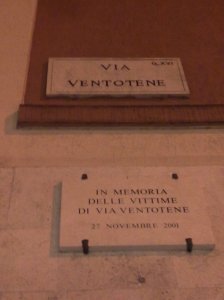 VIA
Q. XVI
VENTOTENE
IN MEMORIA
DELLE VITTIME
DI VIA VENTOTENE
27 NOVEMBRE 2001